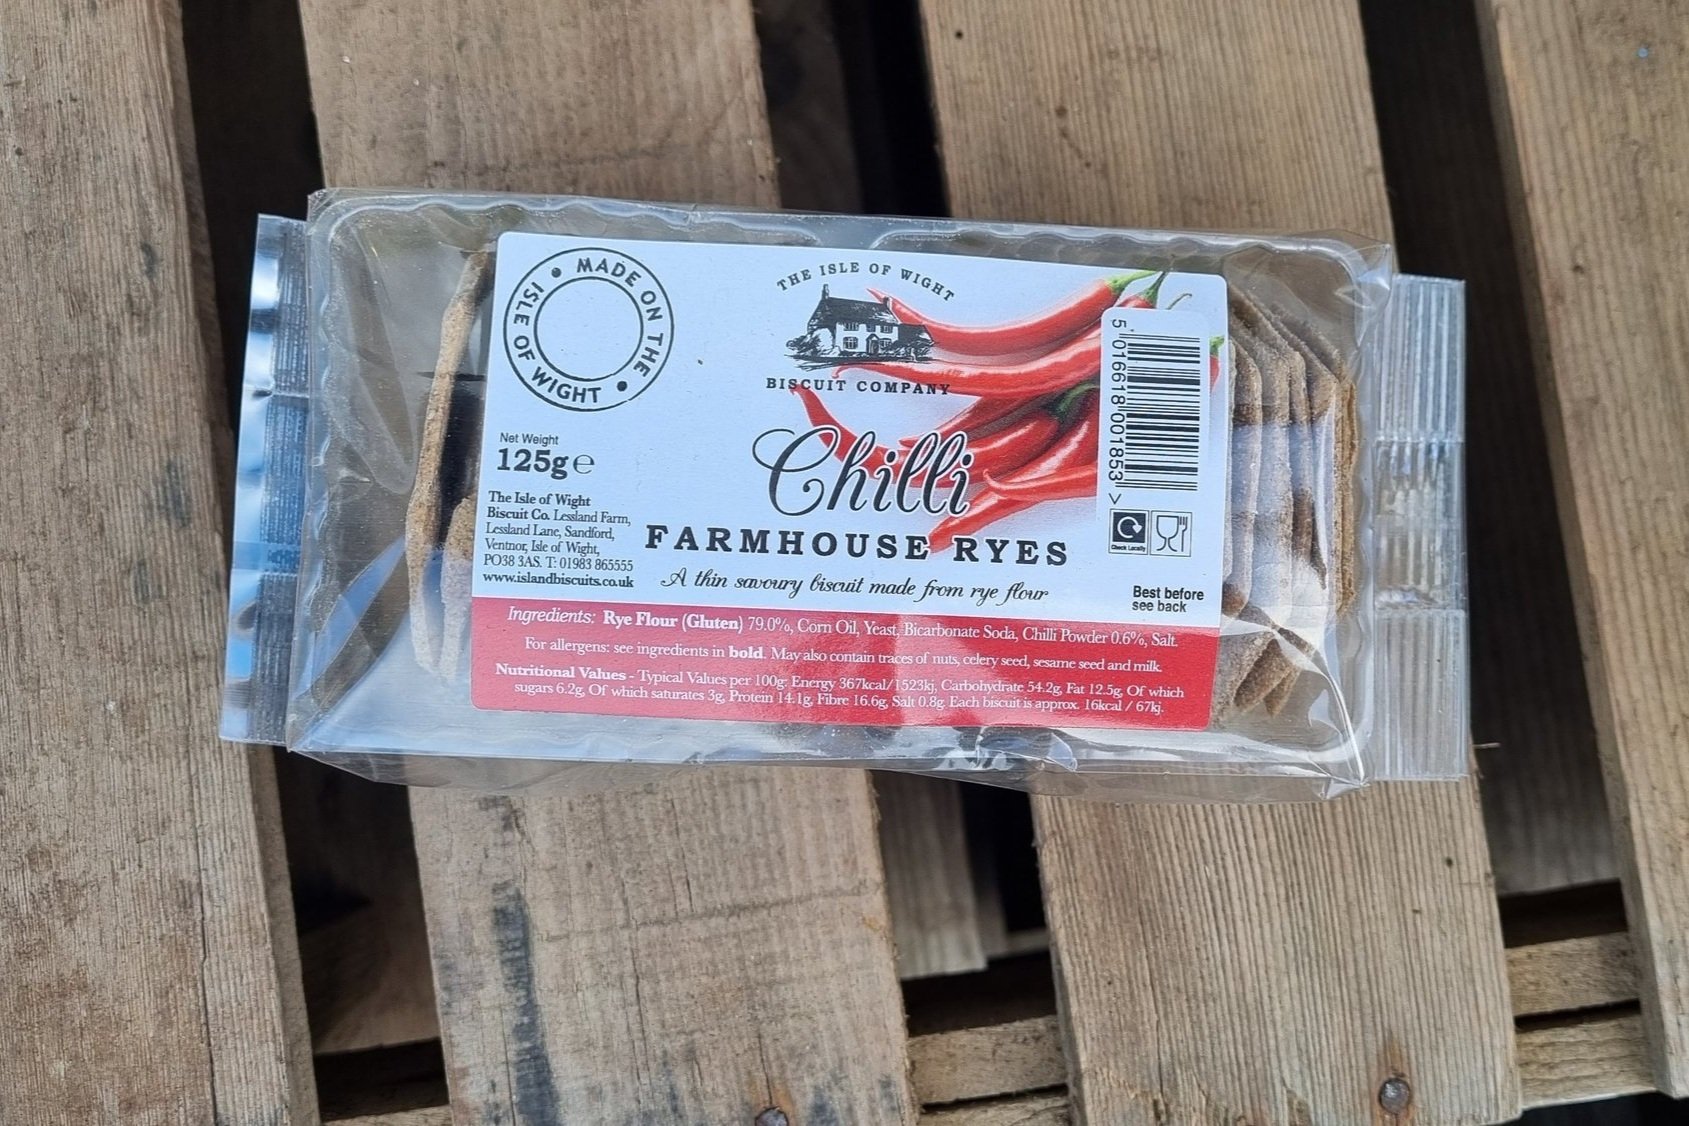 MADE ON THE
ISLE OF WIGHT
THE ISLE OF WIGHT
BISCUIT COMPANY
Chilli
FARMHOUSE RYES
A thin savoury biscuit made from rye flour
Net Weight
125g e
The Isle of Wight
Biscuit Co. Lessland Farm,
Lessland Lane, Sandford,
Ventnor, Isle of Wight,
PO38 3AS. T: 01983 865555
www.islandbiscuits.co.uk
5 016618 001853 >
Check Locally
Best before
see back
Ingredients: Rye Flour (Gluten) 79.0%, Corn Oil, Yeast, Bicarbonate Soda, Chilli Powder 0.6%, Salt.
For allergens: see ingredients in bold. May also contain traces of nuts, celery seed, sesame seed and milk.
Nutritional Values - Typical Values per 100g: Energy 367kcal/1523kj, Carbohydrate 54.2g, Fat 12.5g, Of which
sugars 6.2g, Of which saturates 3g, Protein 14.1g, Fibre 16.6g, Salt 0.8g. Each biscuit is approx. 16kcal / 67kj.